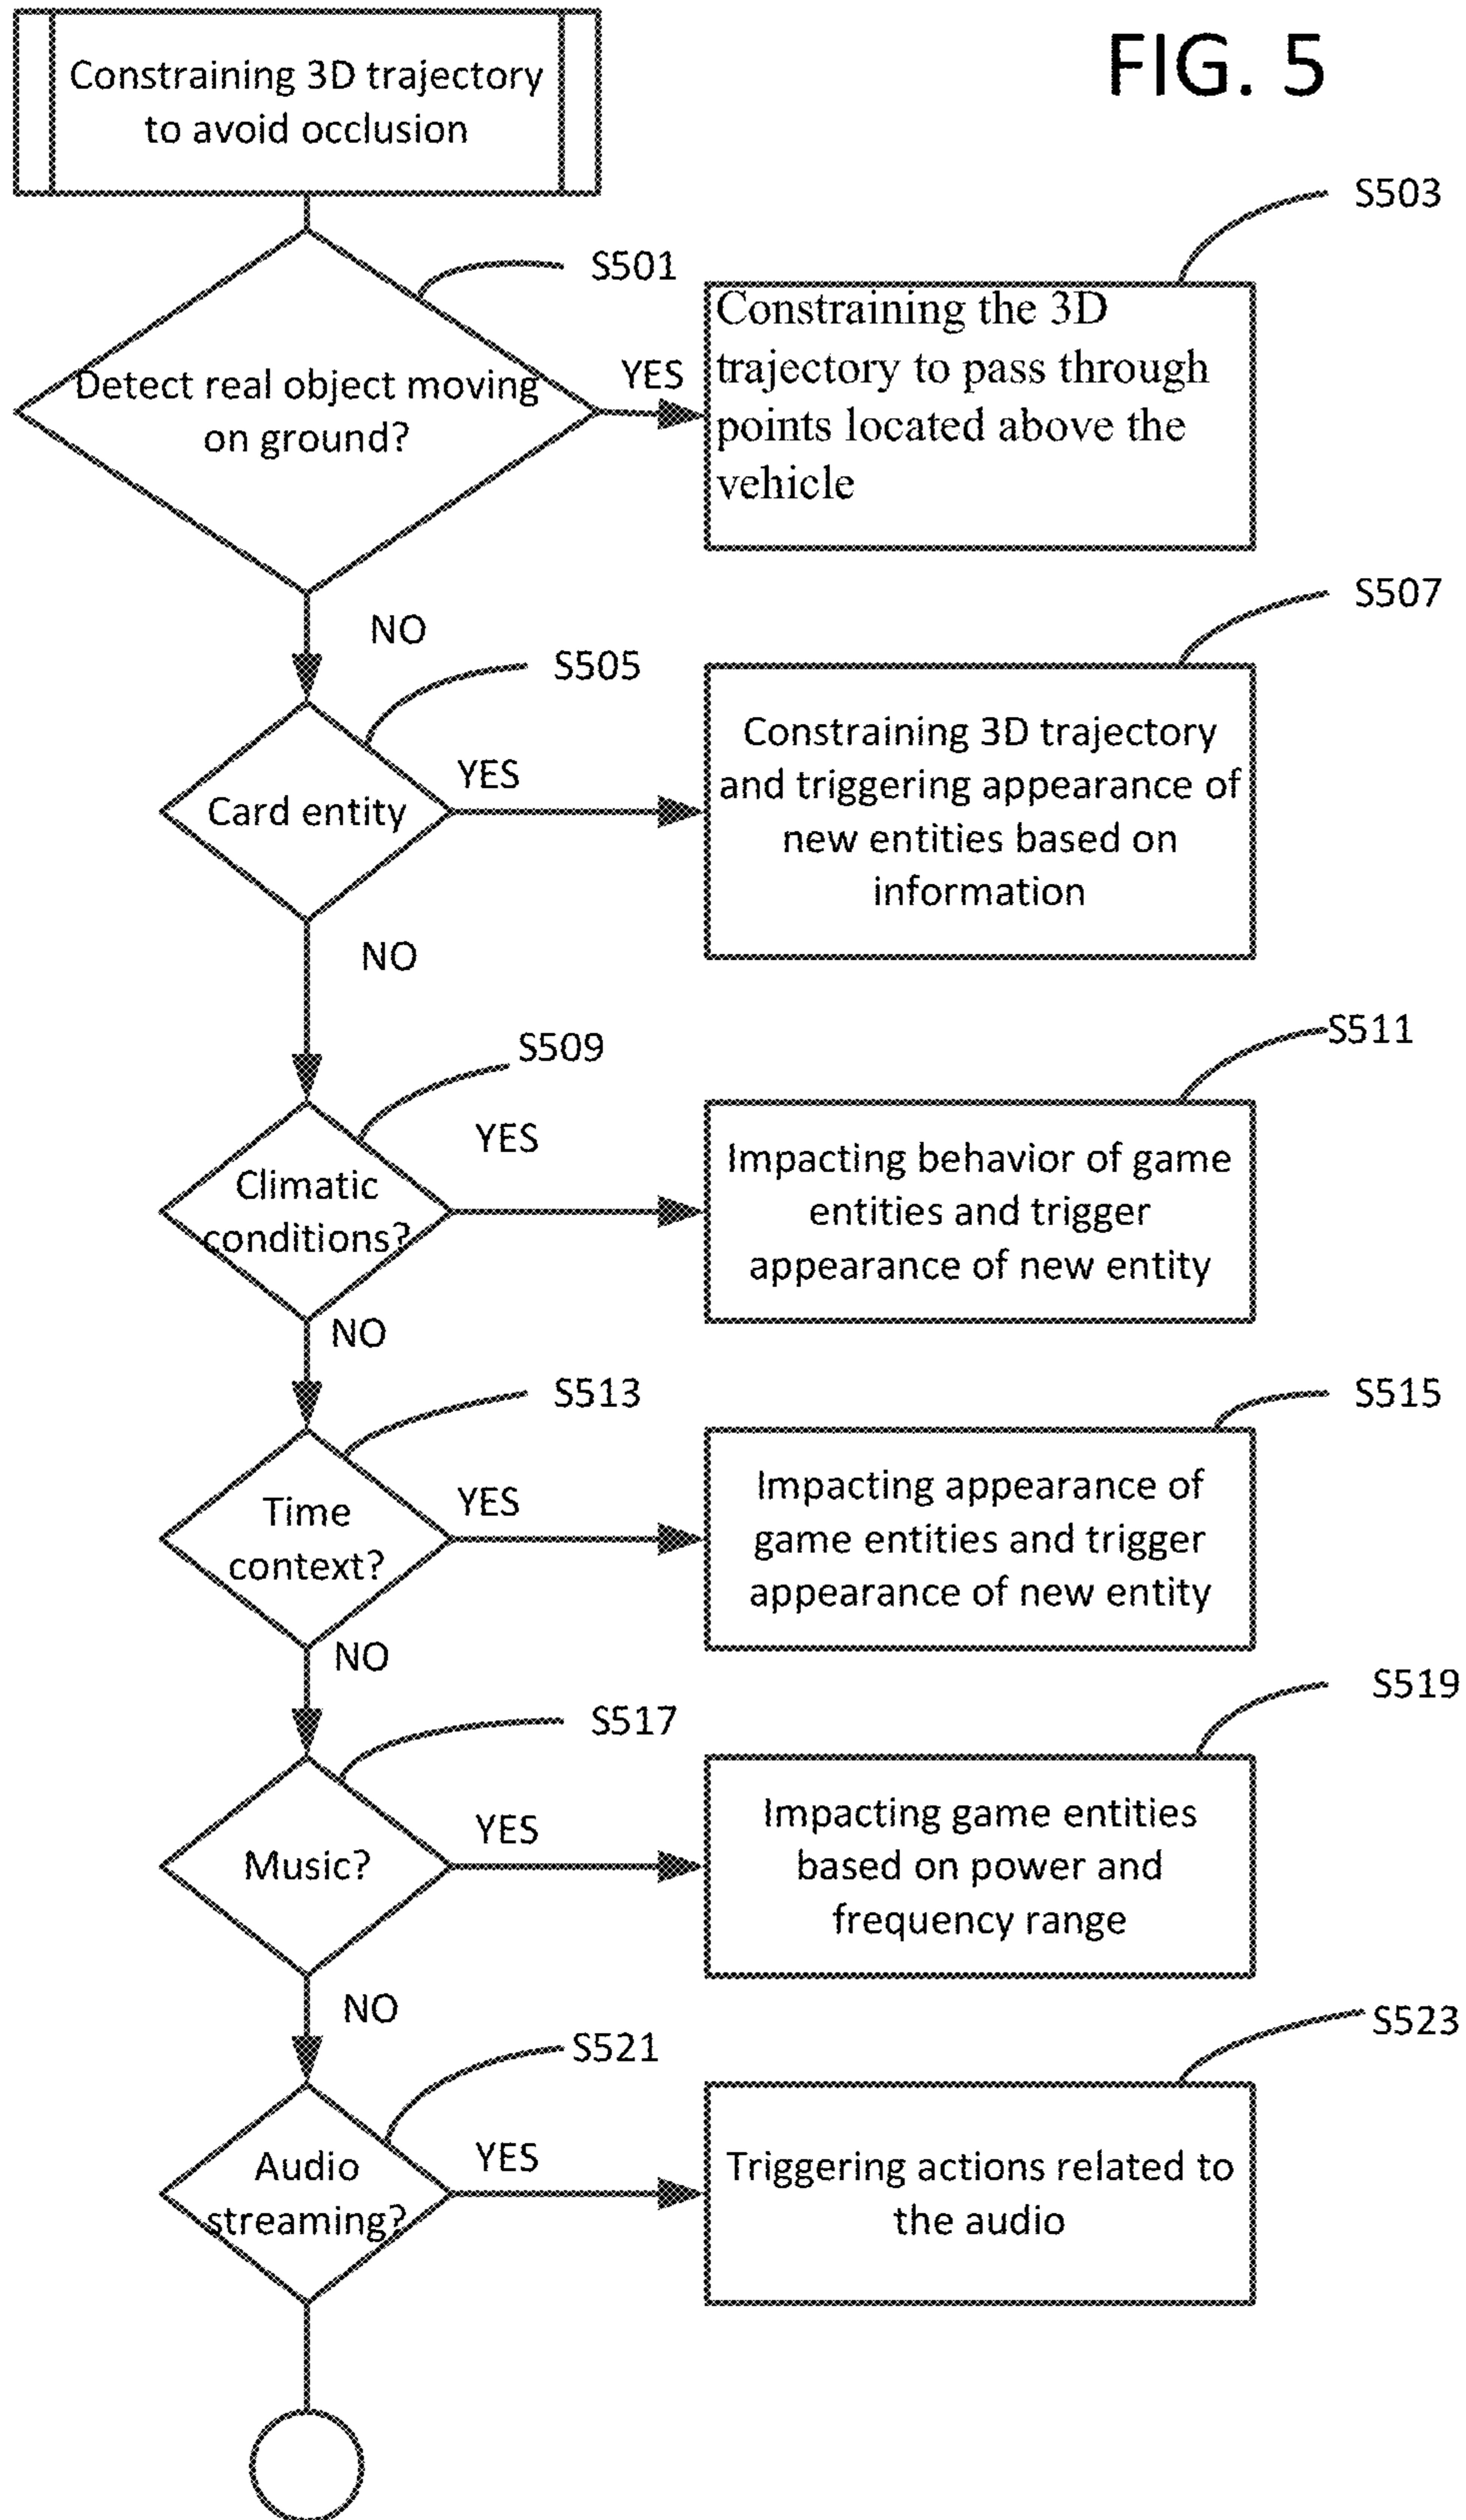 FIG. 5
Constraining 3D trajectory
to avoid occlusion
S501
Detect real object moving
on ground?
YES
S503
Constraining the 3D
trajectory to pass through
points located above the
vehicle
NO
S505
Card entity
YES
S507
Constraining 3D trajectory
and triggering appearance of
new entities based on
information
NO
S509
Climatic
conditions?
YES
S511
Impacting behavior of game
entities and trigger
appearance of new entity
NO
S513
Time
context?
YES
S515
Impacting appearance of
game entities and trigger
appearance of new entity
NO
S517
Music?
YES
S519
Impacting game entities
based on power and
frequency range
NO
S521
Audio
streaming?
YES
S523
Triggering actions related to
the audio